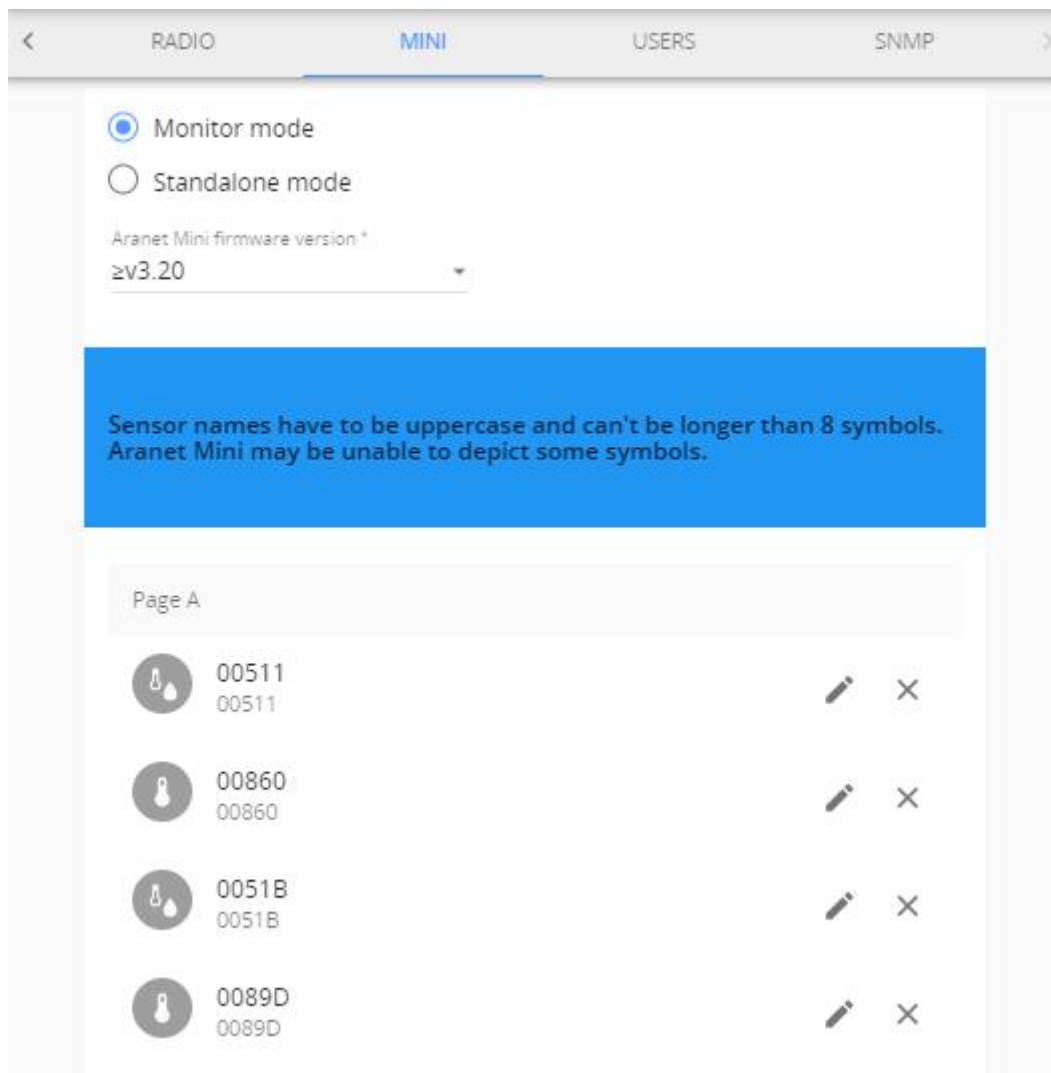 RADIO MINI USERS SNMP
Monitor mode
Standalone mode
Aranet Mini firmware version *
≥v3.20
Sensor names have to be uppercase and can't be longer than 8 symbols.
Aranet Mini may be unable to depict some symbols.
Page A
00511
00511
00860
00860
0051B
0051B
0089D
0089D